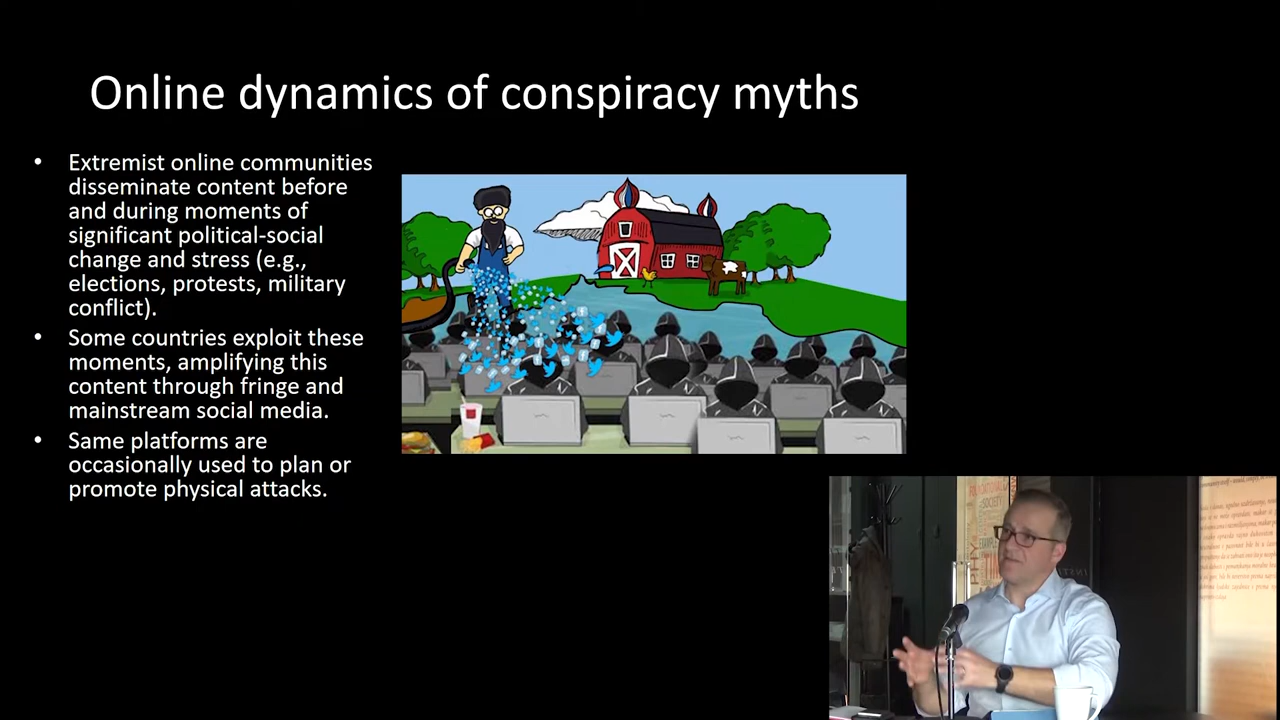 Online dynamics of conspiracy myths
• Extremist online communities
disseminate content before
and during moments of
significant political-social
change and stress (e.g.,
elections, protests, military
conflict).
• Some countries exploit these
moments, amplifying this
content through fringe and
mainstream social media.
• Same platforms are
occasionally used to plan or
promote physical attacks.